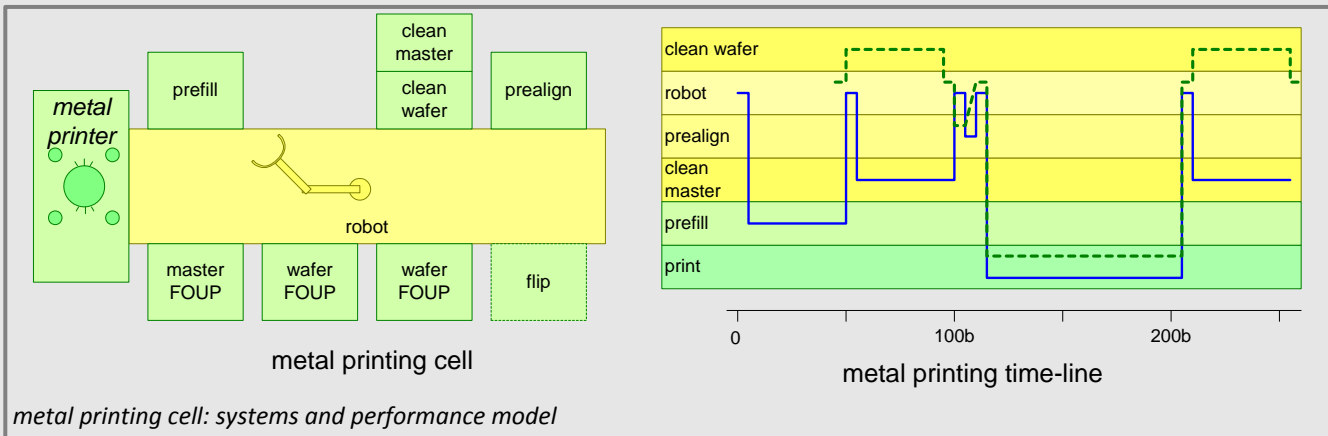 clean
master
prefill
clean
wafer
prealign
metal
printer
robot
master
FOUP
wafer
FOUP
wafer
FOUP
flip
metal printing cell
clean wafer
robot
prealign
clean
master
prefill
print
0
100b
200b
metal printing time-line
metal printing cell: systems and performance model